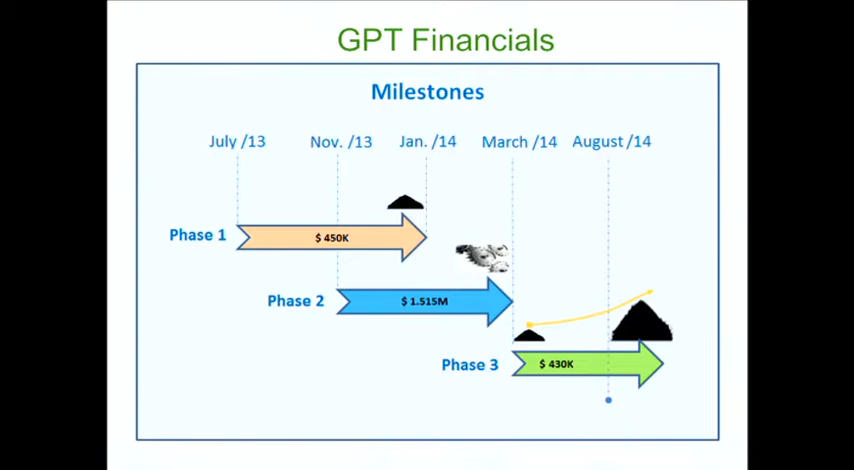 GPT Financials
Milestones
July /13 Nov. /13 Jan. /14 March /14 August /14
Phase 1 $ 450K
Phase 2 $ 1.515M
Phase 3 $ 430K